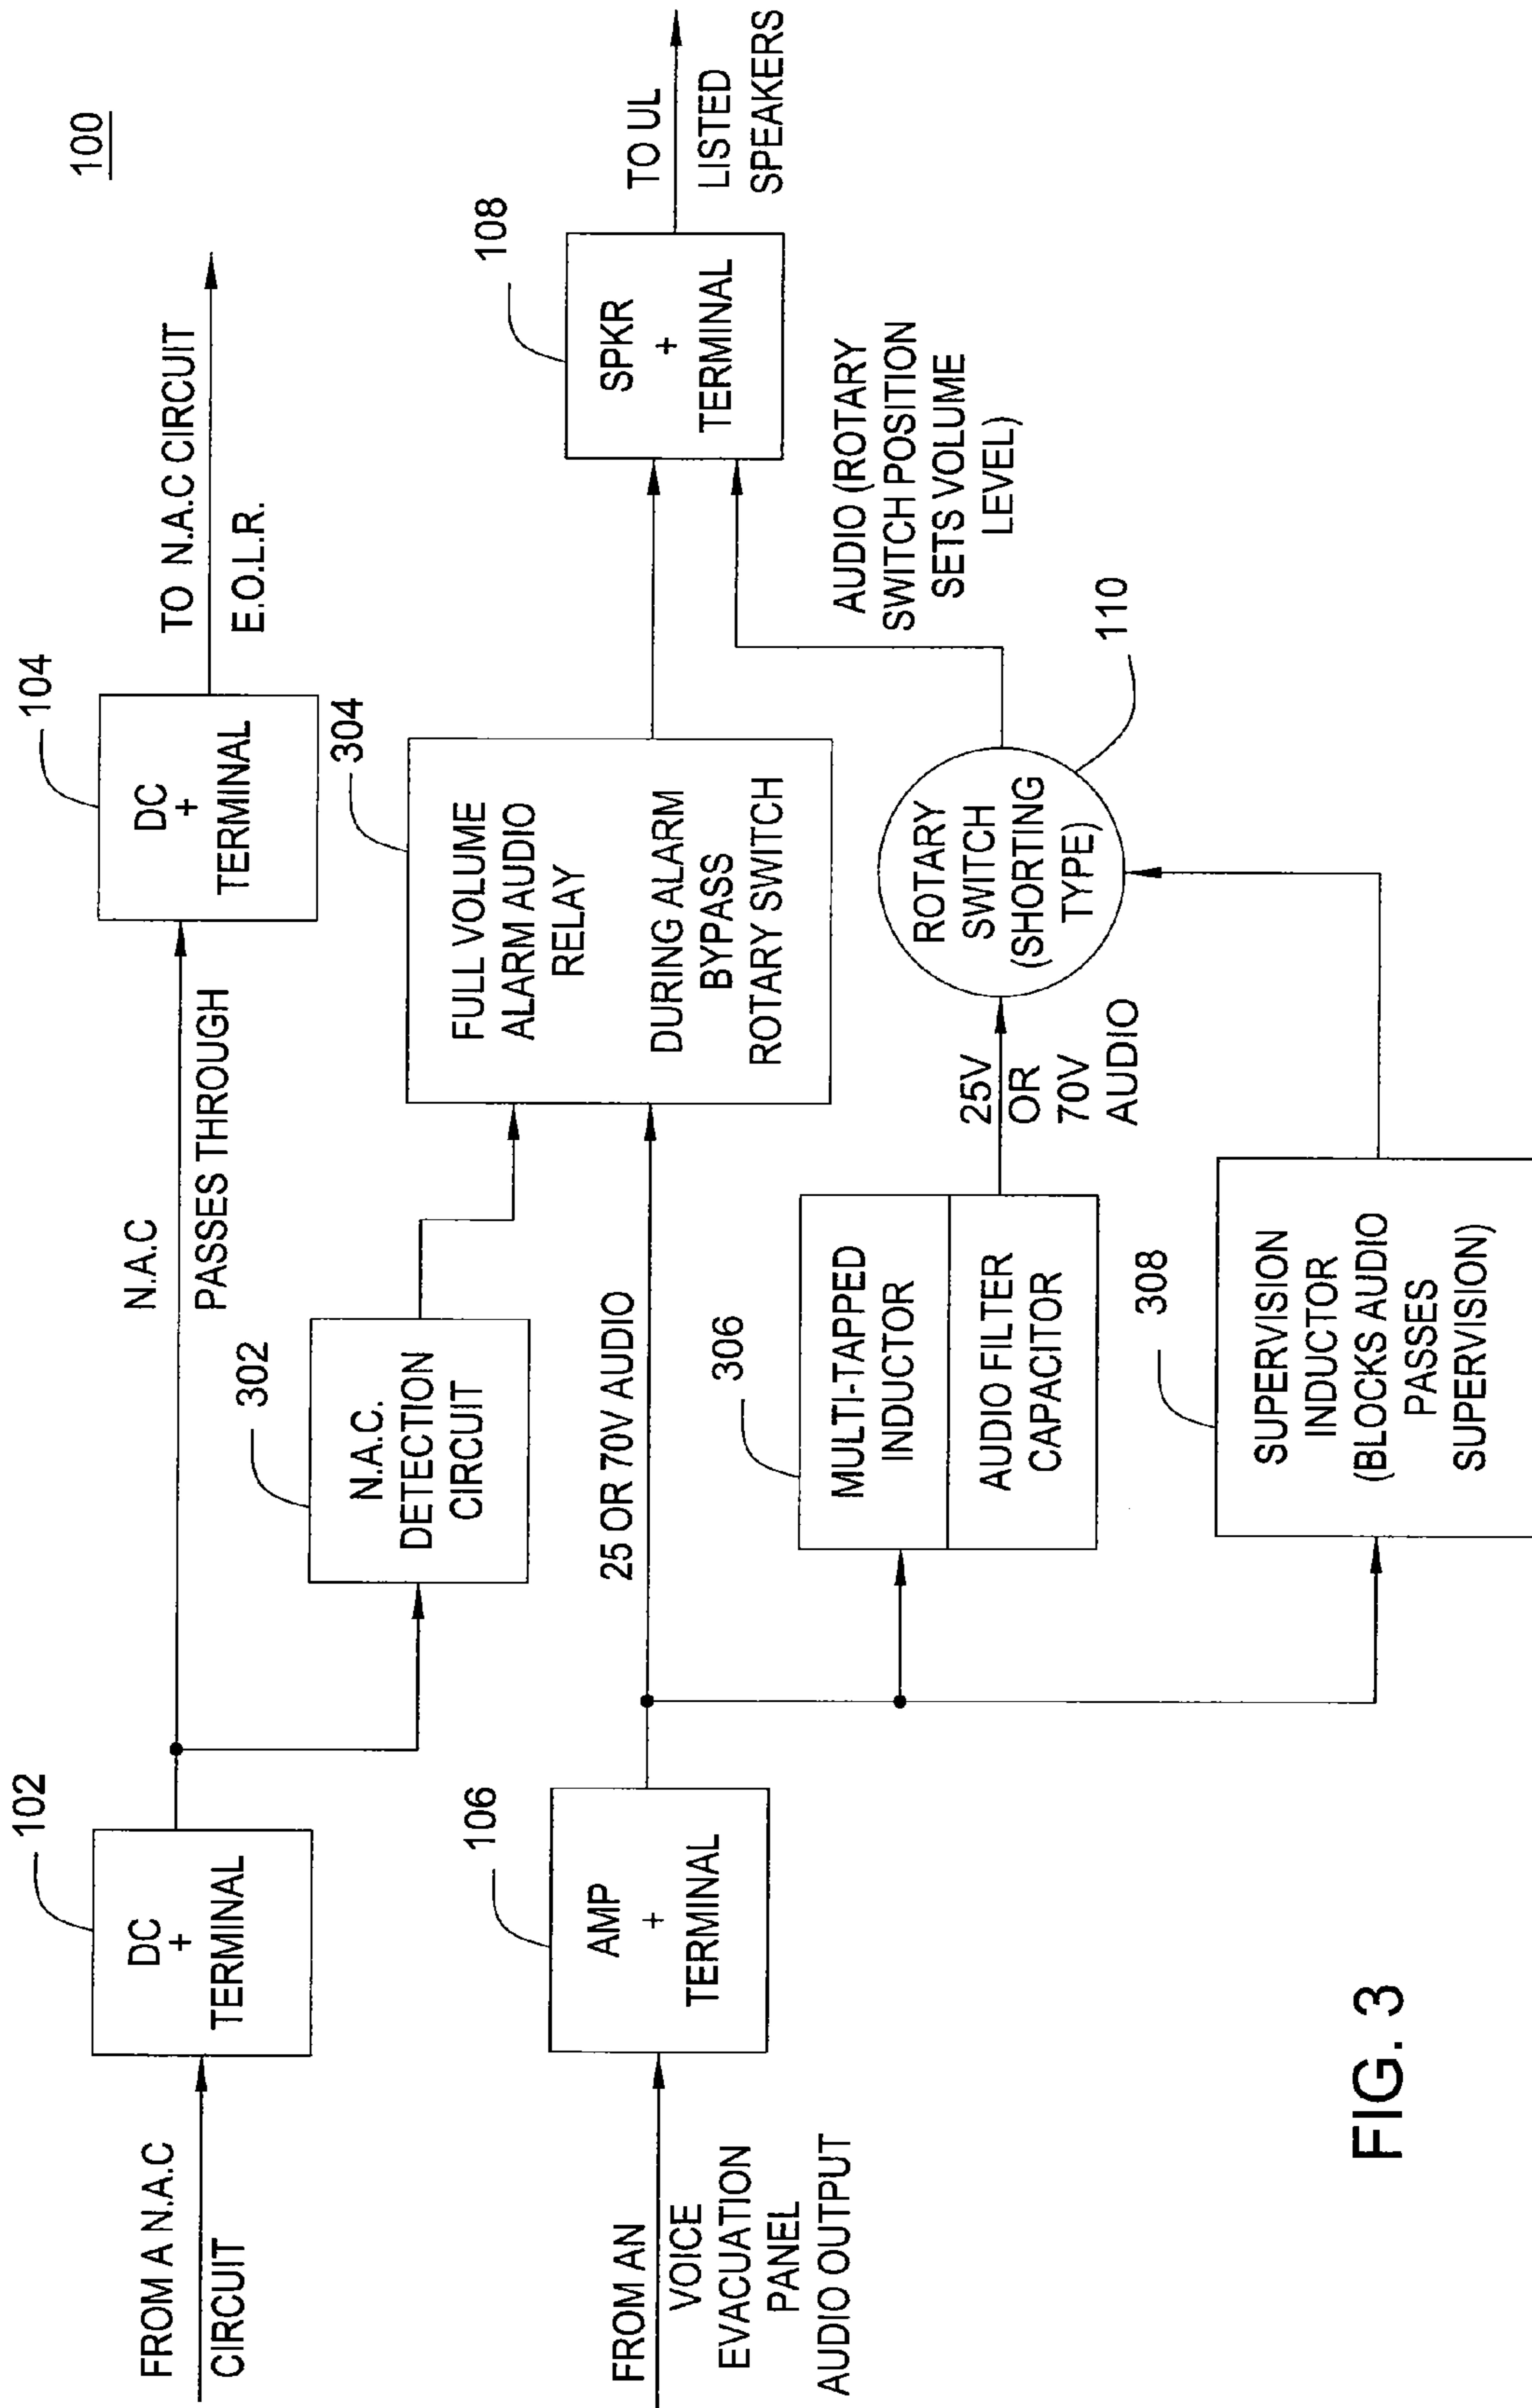 100
FROM A N.A.C
CIRCUIT
102
DC
+
TERMINAL
N.A.C
PASSES THROUGH
104
DC
+
TERMINAL
TO N.A.C CIRCUIT
E.O.L.R.
302
N.A.C.
DETECTION
CIRCUIT
304
FULL VOLUME
ALARM AUDIO
RELAY
DURING ALARM
BYPASS
ROTARY SWITCH
FROM AN
VOICE
EVACUATION
PANEL
AUDIO OUTPUT
106
AMP
+
TERMINAL
25 OR 70V AUDIO
108
SPKR
+
TERMINAL
TO UL
LISTED
SPEAKERS
306
MULTI-TAPPED
INDUCTOR
AUDIO FILTER
CAPACITOR
25V
OR
70V
AUDIO
ROTARY
SWITCH
(SHORTING
TYPE)
110
AUDIO (ROTARY
SWITCH POSITION
SETS VOLUME
LEVEL)
308
SUPERVISION
INDUCTOR
(BLOCKS AUDIO
PASSES
SUPERVISION)
FIG. 3